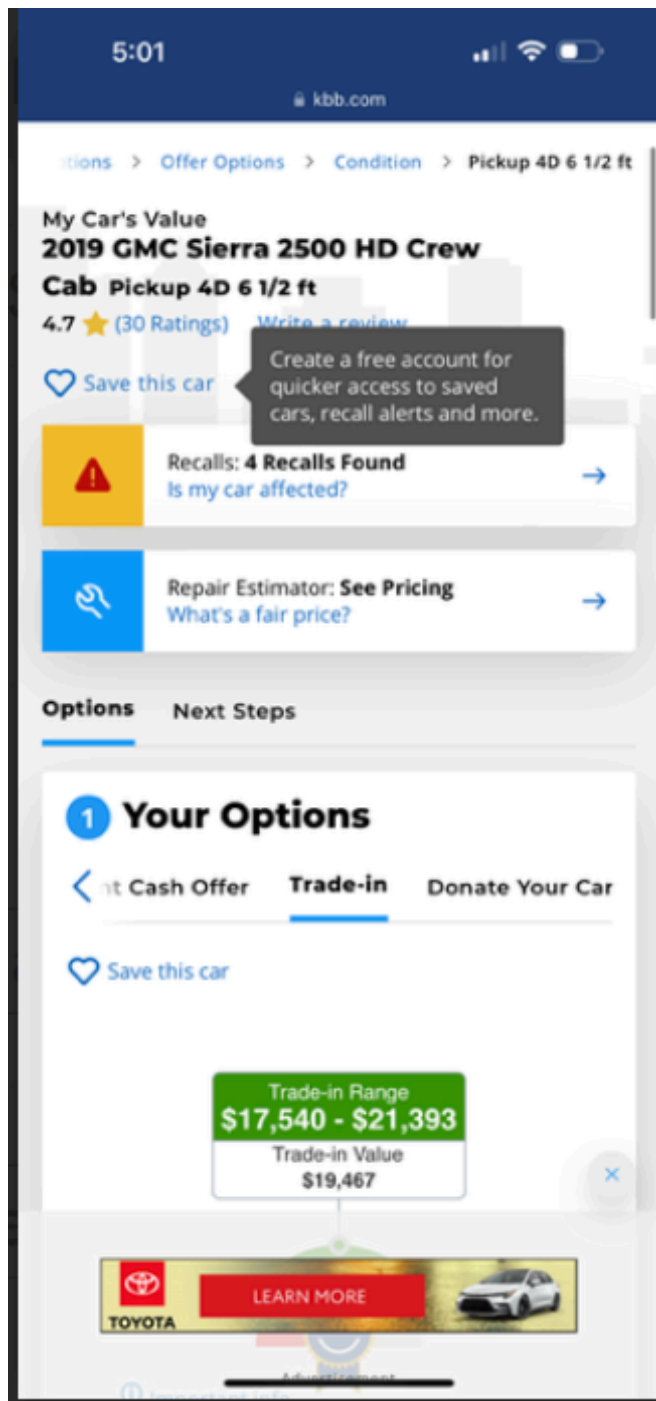 5:01
kbb.com
tions > Offer Options > Condition > Pickup 4D 6 1/2 ft
My Car's Value
2019 GMC Sierra 2500 HD Crew
Cab Pickup 4D 6 1/2 ft
4.7 (30 Ratings) Write a review
Save this car
Create a free account for
quicker access to saved
cars, recall alerts and more.
Recalls: 4 Recalls Found
Is my car affected?
Repair Estimator: See Pricing
What's a fair price?
Options Next Steps
1 Your Options
nt Cash Offer Trade-in Donate Your Car
Save this car
Trade-in Range
$17,540 - $21,393
Trade-in Value
$19,467
TOYOTA
LEARN MORE
Advertisement
Important info